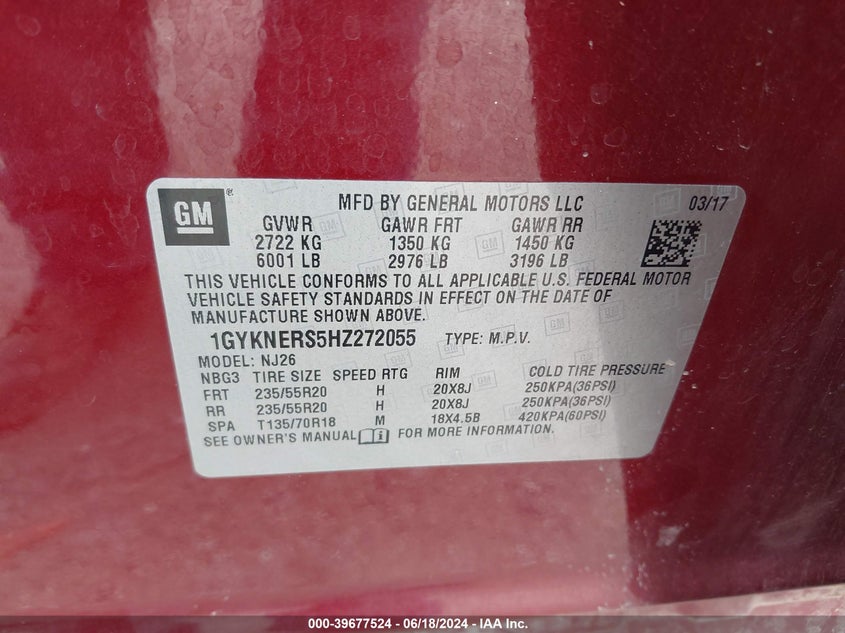 GM ® MFD BY GENERAL MOTORS LLC 03/17
GVWR GAWR FRT GAWR RR
2722 KG 1350 KG 1450 KG
6001 LB 2976 LB 3196 LB
THIS VEHICLE CONFORMS TO ALL APPLICABLE U.S. FEDERAL MOTOR
VEHICLE SAFETY STANDARDS IN EFFECT ON THE DATE OF
MANUFACTURE SHOWN ABOVE.
1GYKNERS5HZ272055 TYPE: M.P.V.
MODEL: NJ26
NBG3 TIRE SIZE SPEED RTG RIM COLD TIRE PRESSURE
FRT 235/55R20 H 20X8J 250KPA(36PSI)
RR 235/55R20 H 20X8J 250KPA(36PSI)
SPA T135/70R18 M 18X4.5B 420KPA(60PSI)
SEE OWNER'S MANUAL FOR MORE INFORMATION.
000-39677524 / 06/18/2024 - IAA Inc.